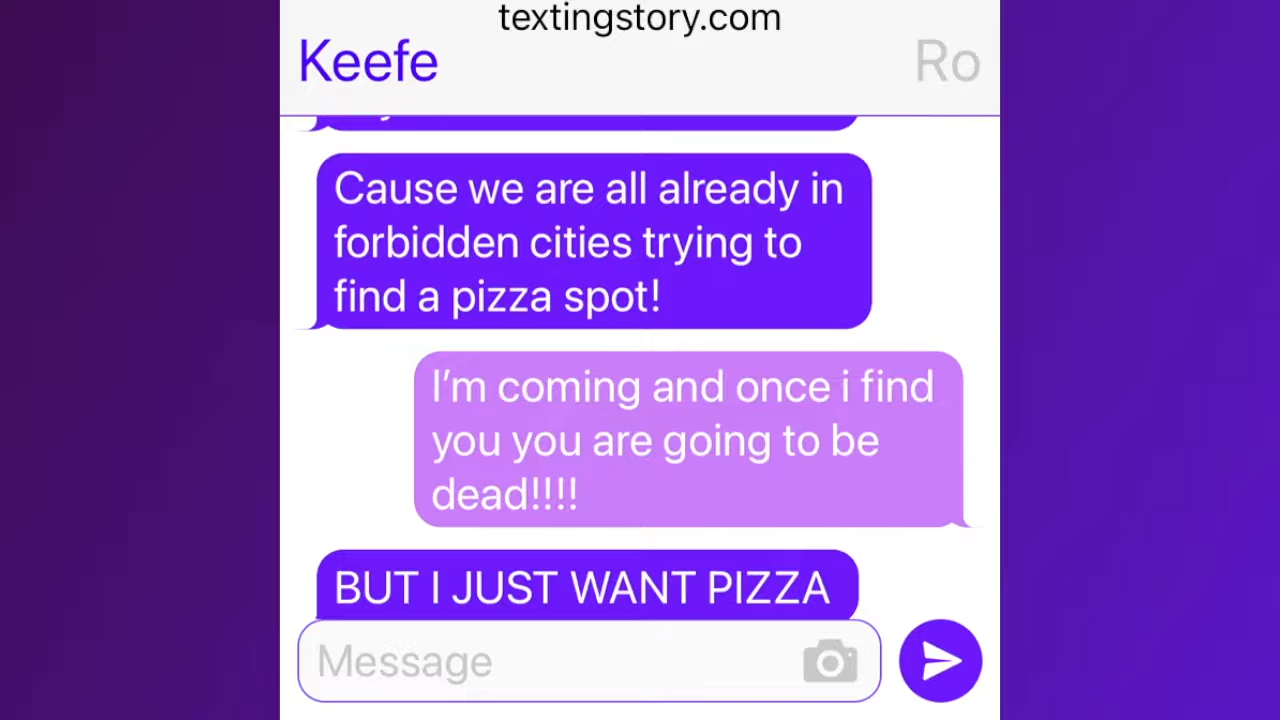 textingstory.com
Keefe
Ro
Cause we are all already in
forbidden cities trying to
find a pizza spot!
I’m coming and once i find
you you are going to be
dead!!!!
BUT I JUST WANT PIZZA
Message